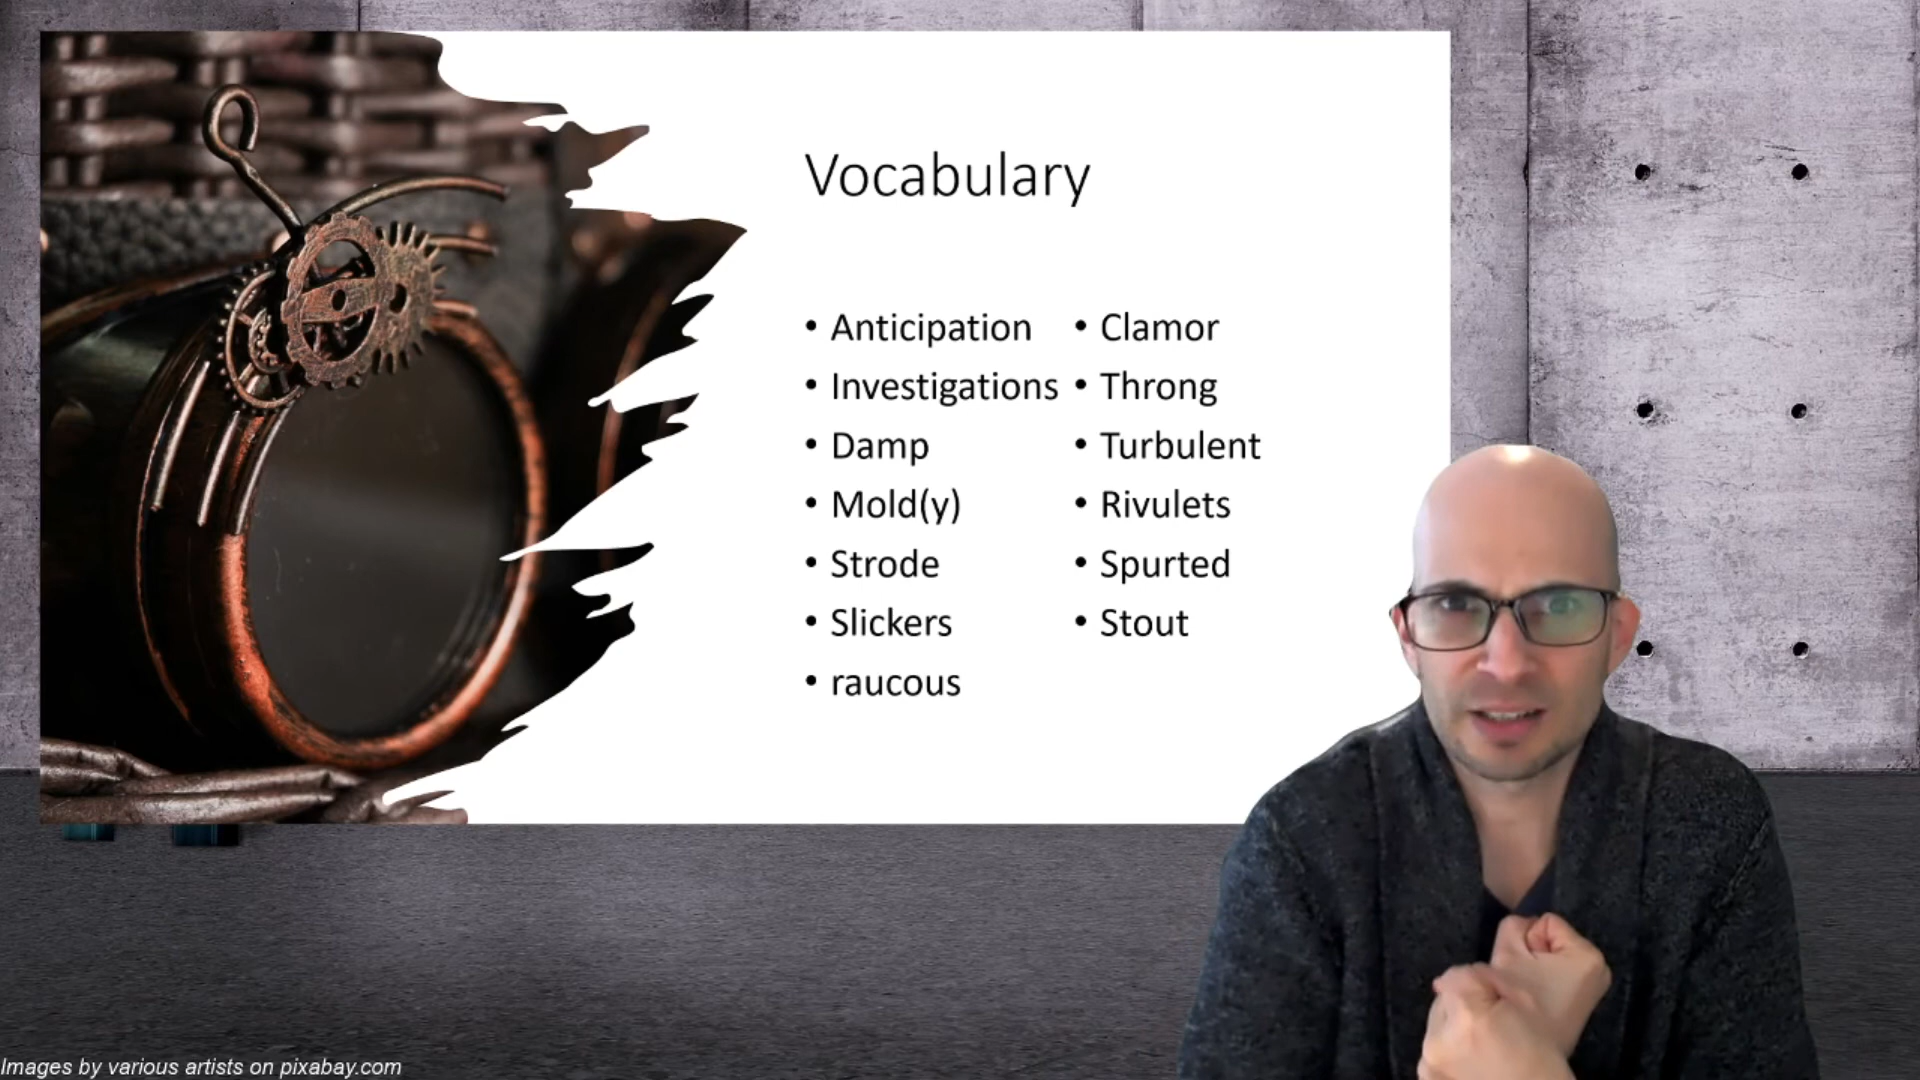 Vocabulary
• Anticipation
• Investigations
• Damp
• Mold(y)
• Strode
• Slickers
• raucous
• Clamor
• Throng
• Turbulent
• Rivulets
• Spurted
• Stout
Images by various artists on pixabay.com